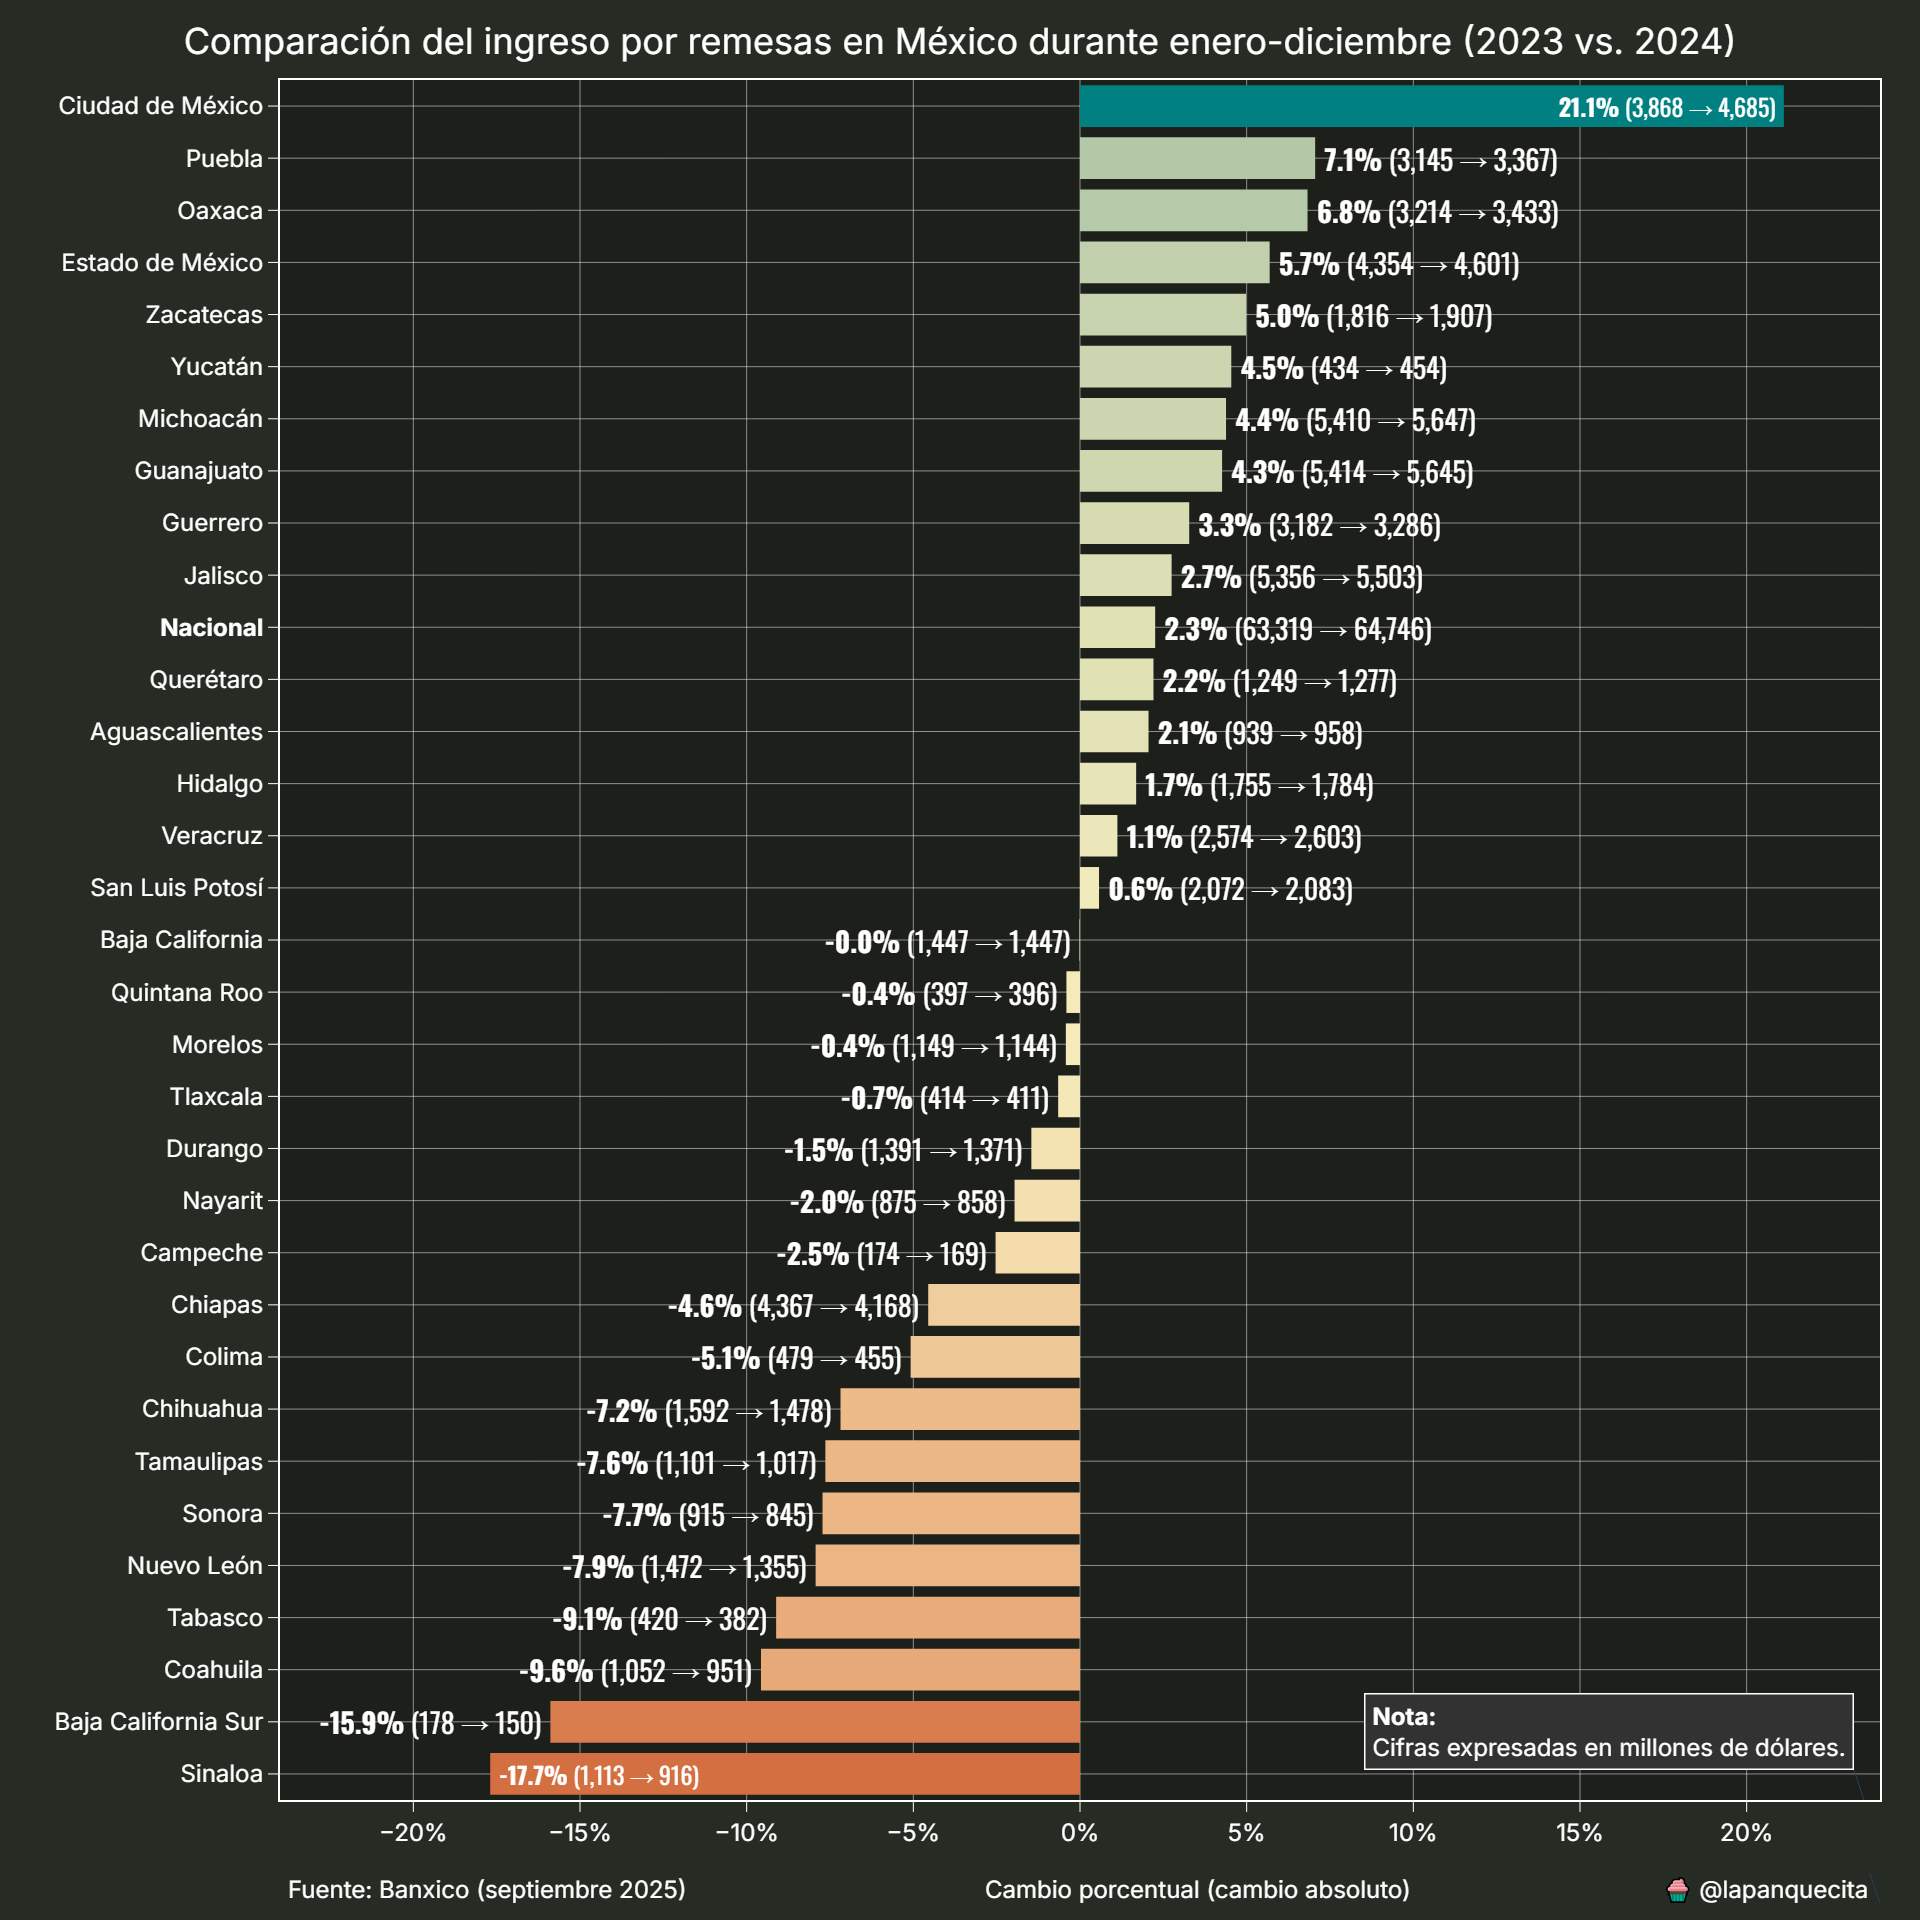 Comparación del ingreso por remesas en México durante enero-diciembre (2023 vs. 2024)
Ciudad de México 21.1% (3,868 → 4,685)
Puebla 7.1% (3,145 → 3,367)
Oaxaca 6.8% (3,214 → 3,433)
Estado de México 5.7% (4,354 → 4,601)
Zacatecas 5.0% (1,816 → 1,907)
Yucatán 4.5% (434 → 454)
Michoacán 4.4% (5,410 → 5,647)
Guanajuato 4.3% (5,414 → 5,645)
Guerrero 3.3% (3,182 → 3,286)
Jalisco 2.7% (5,356 → 5,503)
Nacional 2.3% (63,319 → 64,746)
Querétaro 2.2% (1,249 → 1,277)
Aguascalientes 2.1% (939 → 958)
Hidalgo 1.7% (1,755 → 1,784)
Veracruz 1.1% (2,574 → 2,603)
San Luis Potosí 0.6% (2,072 → 2,083)
Baja California -0.0% (1,447 → 1,447)
Quintana Roo -0.4% (397 → 396)
Morelos -0.4% (1,149 → 1,144)
Tlaxcala -0.7% (414 → 411)
Durango -1.5% (1,391 → 1,371)
Nayarit -2.0% (875 → 858)
Campeche -2.5% (174 → 169)
Chiapas -4.6% (4,367 → 4,168)
Colima -5.1% (479 → 455)
Chihuahua -7.2% (1,592 → 1,478)
Tamaulipas -7.6% (1,101 → 1,017)
Sonora -7.7% (915 → 845)
Nuevo León -7.9% (1,472 → 1,355)
Tabasco -9.1% (420 → 382)
Coahuila -9.6% (1,052 → 951)
Baja California Sur -15.9% (178 → 150)
Sinaloa -17.7% (1,113 → 916)
Nota:
Cifras expresadas en millones de dólares.
−20% −15% −10% −5% 0% 5% 10% 15% 20%
Fuente: Banxico (septiembre 2025) Cambio porcentual (cambio absoluto) @lapanquecita